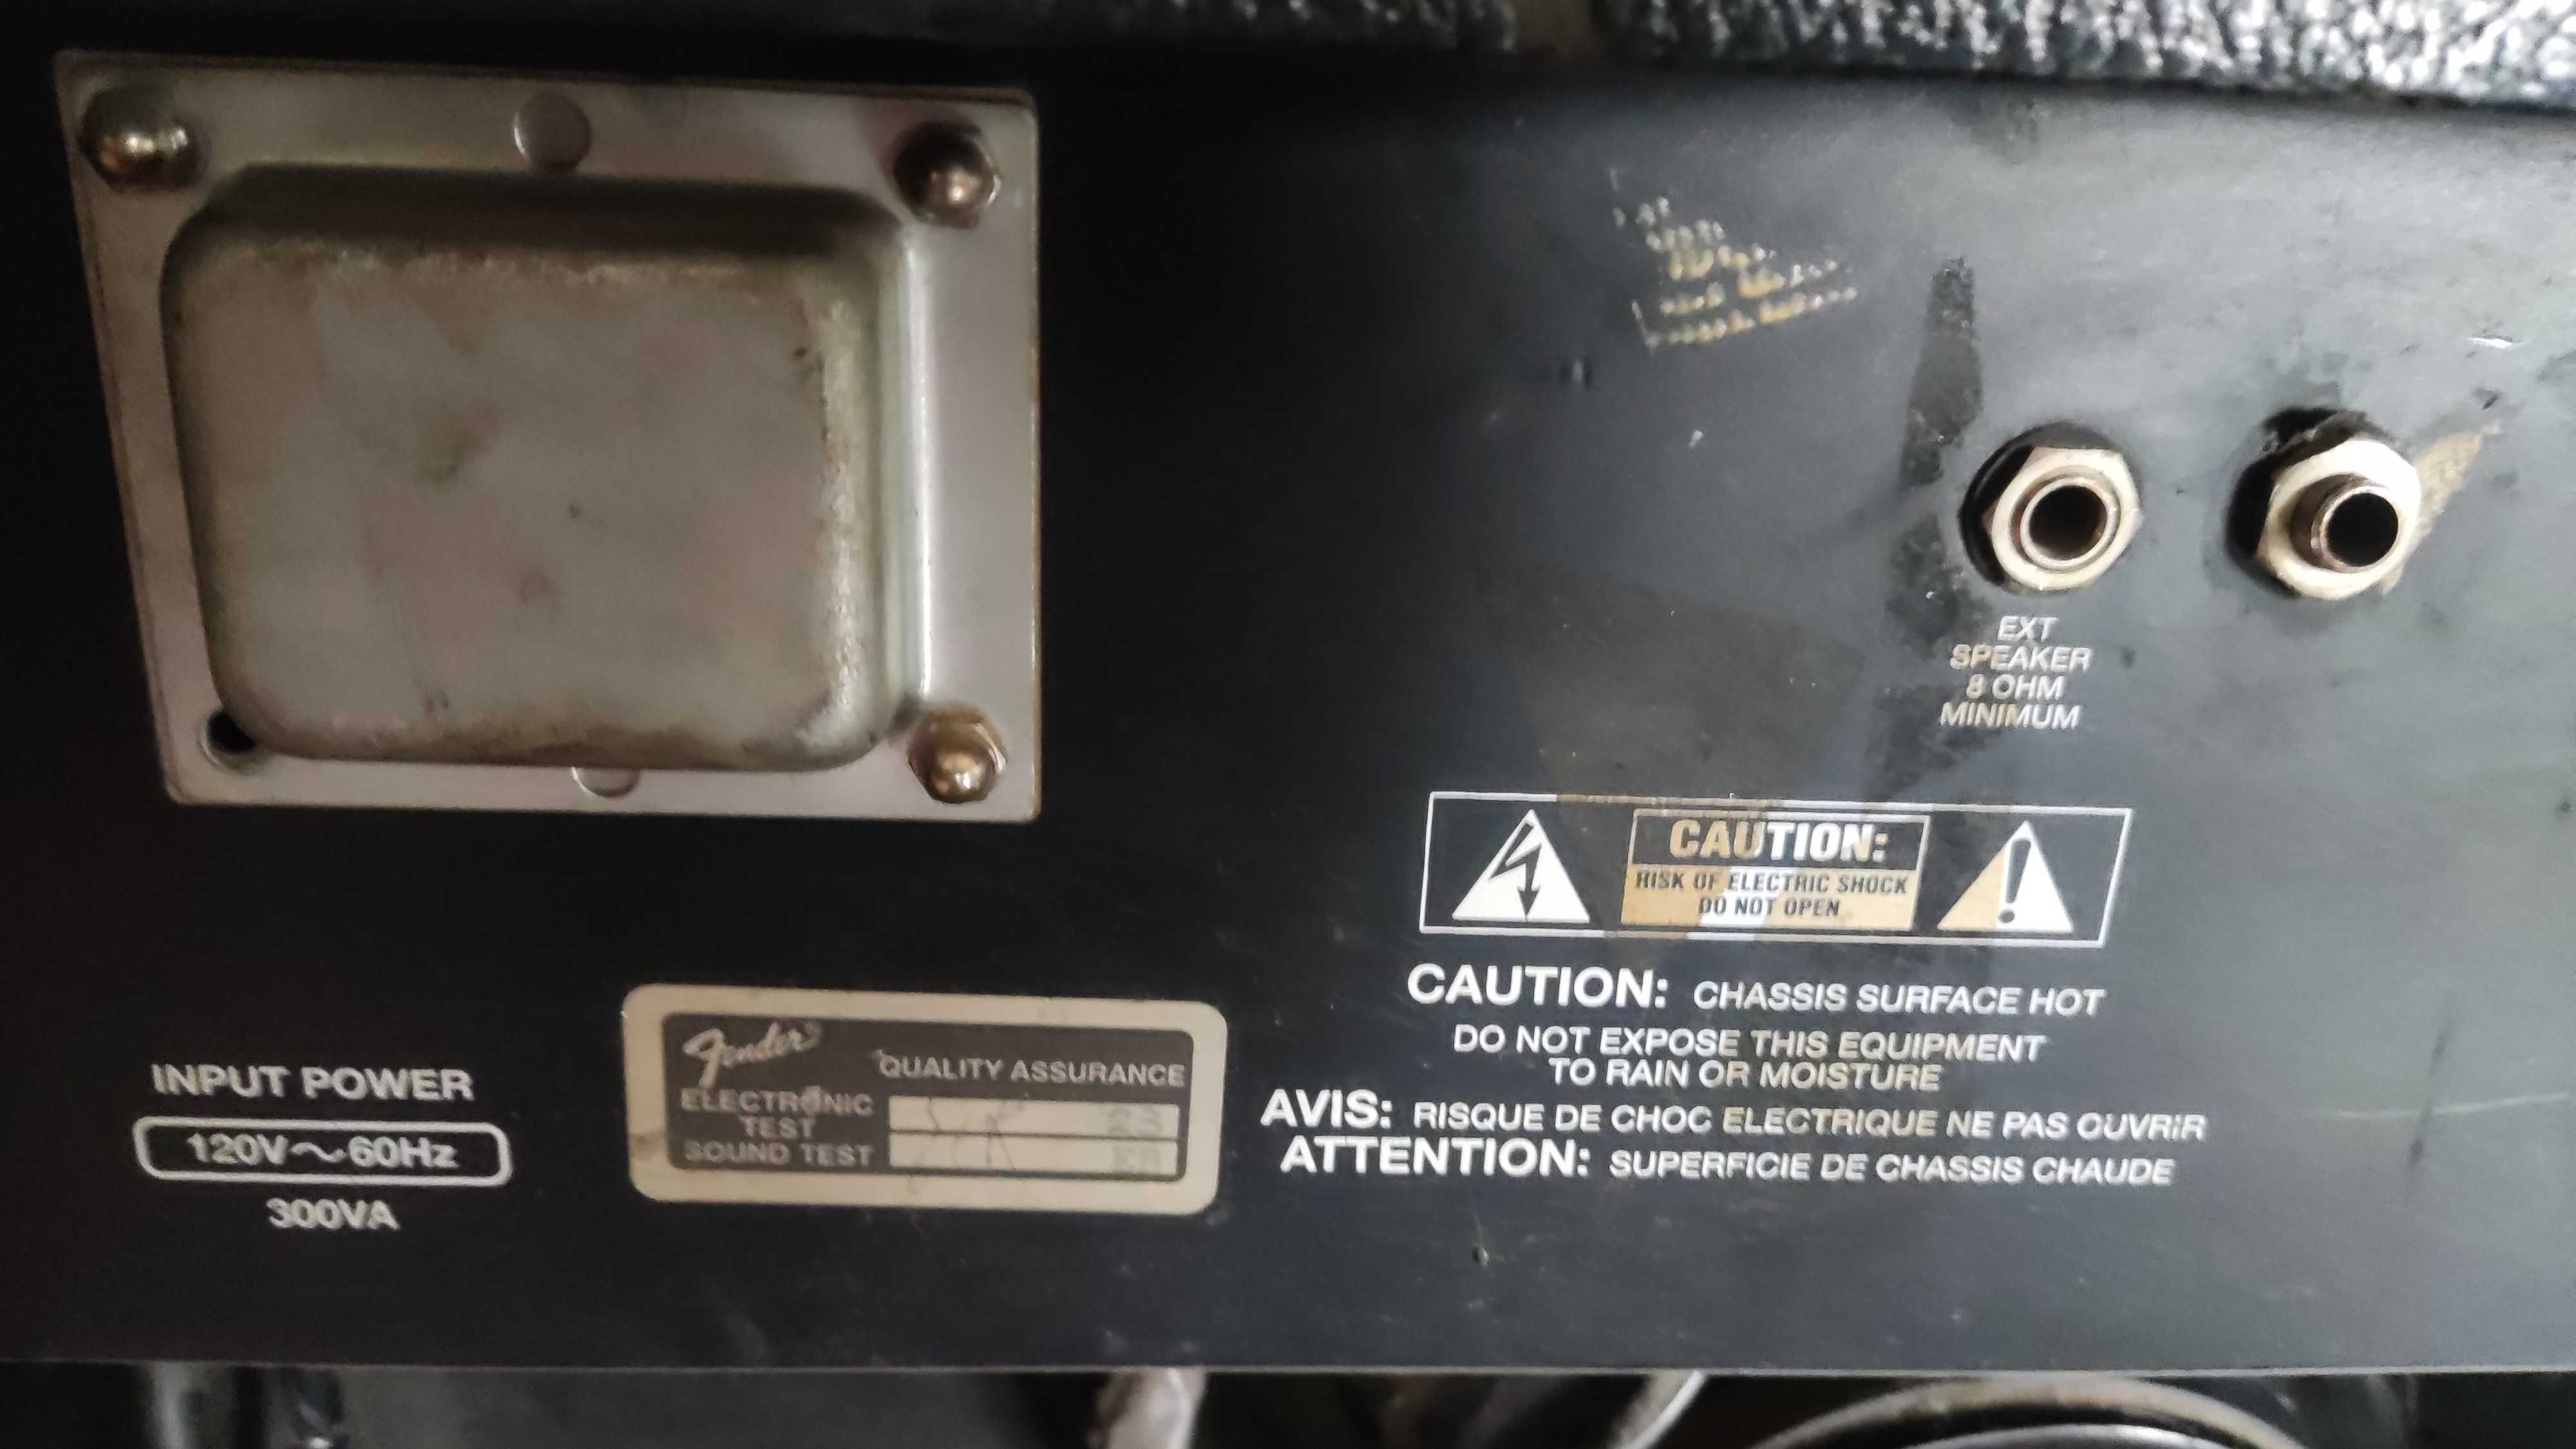 EXT
SPEAKER
8 OHM
MINIMUM
CAUTION:
RISK OF ELECTRIC SHOCK
DO NOT OPEN
CAUTION: CHASSIS SURFACE HOT
DO NOT EXPOSE THIS EQUIPMENT
TO RAIN OR MOISTURE
AVIS: RISQUE DE CHOC ELECTRIQUE NE PAS OUVRIR
ATTENTION: SUPERFICIE DE CHASSIS CHAUDE
Fender
QUALITY ASSURANCE
ELECTRONIC
TEST
SOUND TEST
INPUT POWER
120V~60Hz
300VA